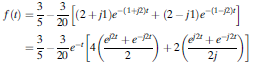 f(t) = 3/5 − 3/20 [(2 + j1)e^−(1+j2)t + (2 − j1)e^−(1−j2)t]
= 3/5 − 3/20 e^−t [4((e^j2t + e^−j2t)/2) + 2((e^j2t + e^−j2t)/2j)]